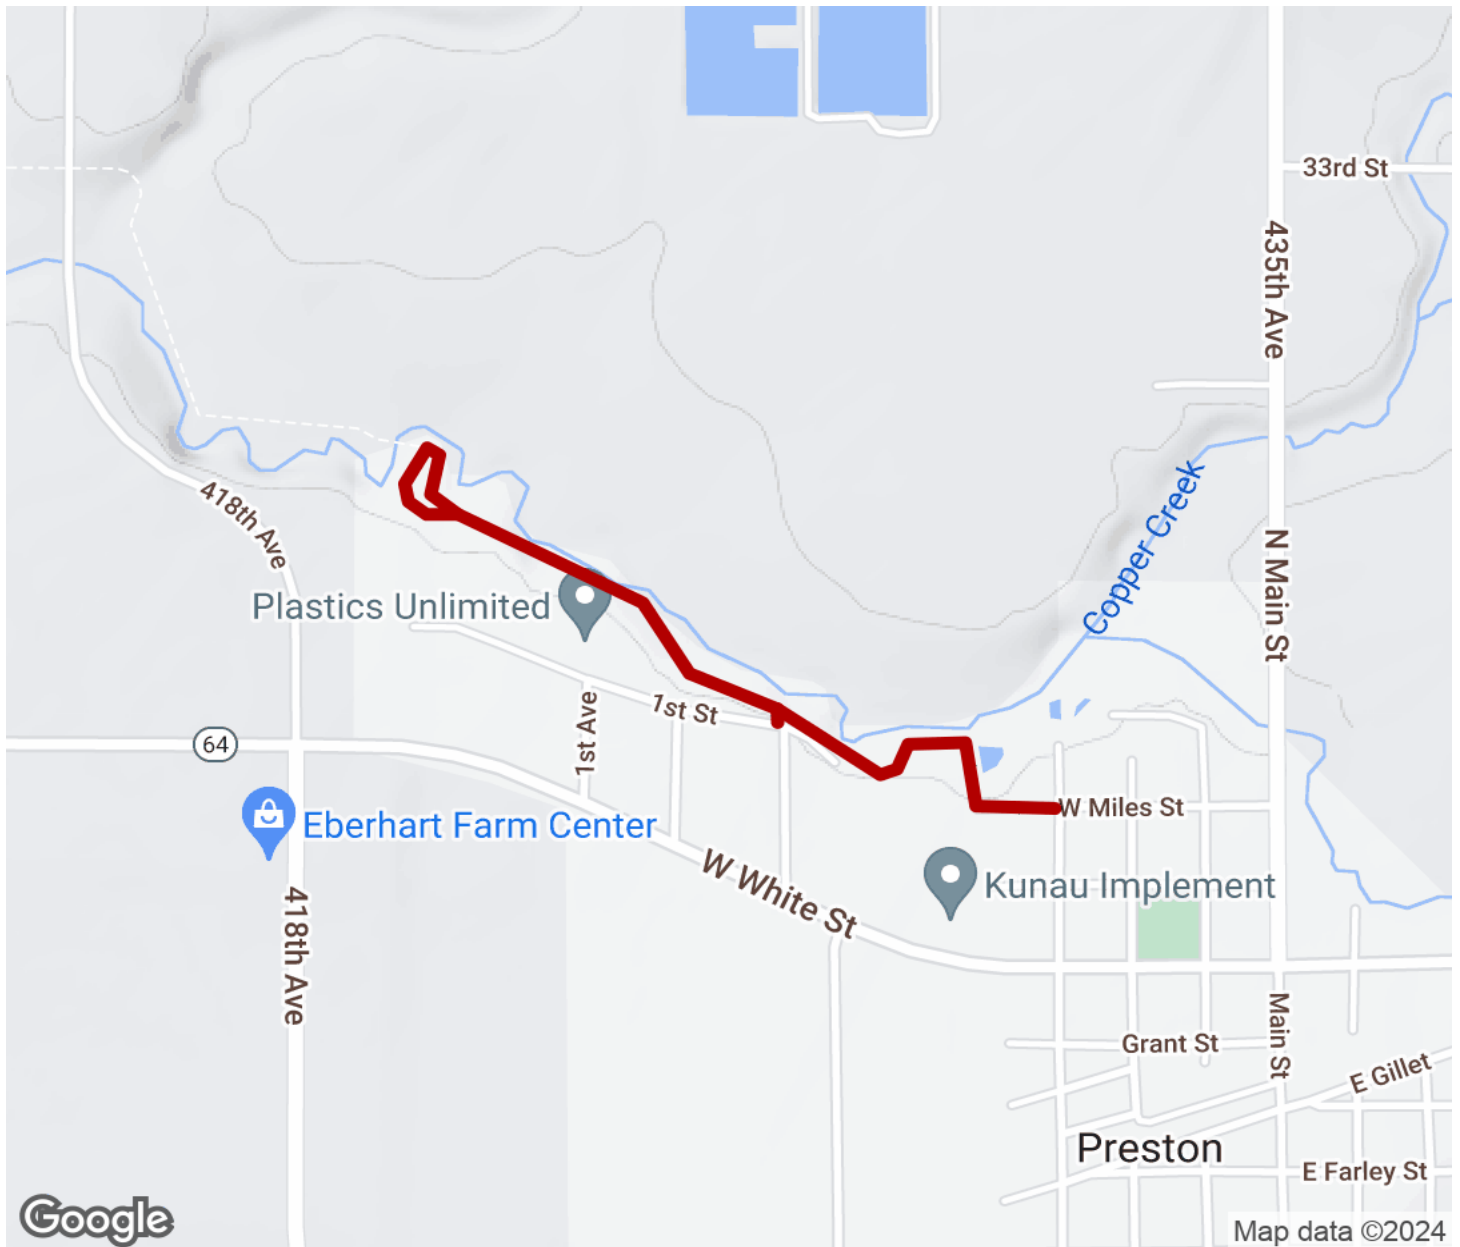 33rd St
435th Ave
Copper Creek
418th Ave
N Main St
Plastics Unlimited
1st St
1st Ave
64
W Miles St
Eberhart Farm Center
W White St
Kunau Implement
418th Ave
Main St
Grant St
E Gillet
Preston
E Farley St
Google
Map data ©2024